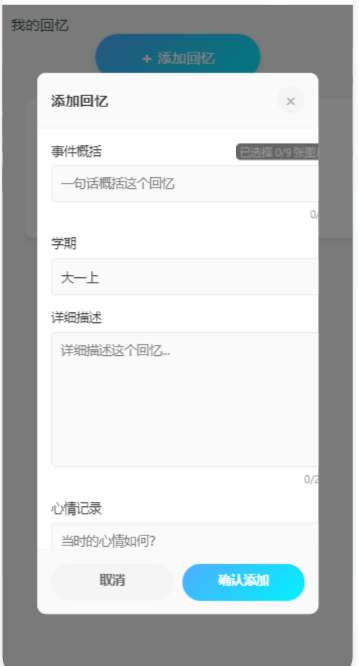 我的回忆
+ 添加回忆
添加回忆
×
事件概括
已选择 0/9 张图
一句话概括这个回忆
0/
学期
大一上
详细描述
详细描述这个回忆...
0/2
心情记录
当时的心情如何?
取消
确认添加